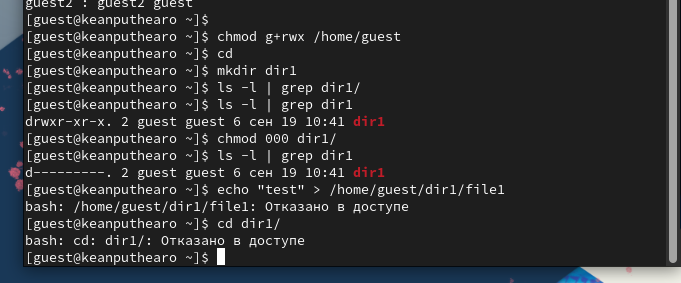 guest2 : guest2 guest
[guest@keanputhearo ~]$
[guest@keanputhearo ~]$ chmod g+rwx /home/guest
[guest@keanputhearo ~]$ cd
[guest@keanputhearo ~]$ mkdir dir1
[guest@keanputhearo ~]$ ls -l | grep dir1/
[guest@keanputhearo ~]$ ls -l | grep dir1
drwxr-xr-x. 2 guest guest 6 сен 19 10:41 dir1
[guest@keanputhearo ~]$ chmod 000 dir1/
[guest@keanputhearo ~]$ ls -l | grep dir1
d---------. 2 guest guest 6 сен 19 10:41 dir1
[guest@keanputhearo ~]$ echo "test" > /home/guest/dir1/file1
bash: /home/guest/dir1/file1: Отказано в доступе
[guest@keanputhearo ~]$ cd dir1/
bash: cd: dir1/: Отказано в доступе
[guest@keanputhearo ~]$